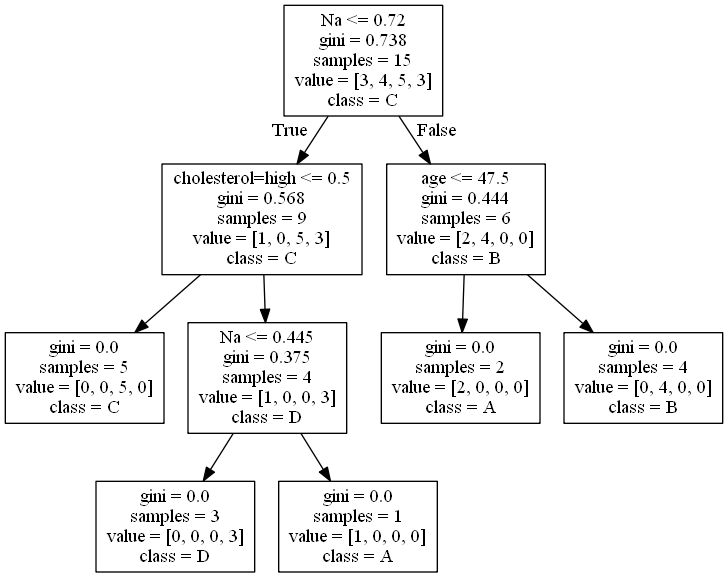 Na <= 0.72
gini = 0.738
samples = 15
value = [3, 4, 5, 3]
class = C
True
False
cholesterol=high <= 0.5
gini = 0.568
samples = 9
value = [1, 0, 5, 3]
class = C
age <= 47.5
gini = 0.444
samples = 6
value = [2, 4, 0, 0]
class = B
gini = 0.0
samples = 5
value = [0, 0, 5, 0]
class = C
Na <= 0.445
gini = 0.375
samples = 4
value = [1, 0, 0, 3]
class = D
gini = 0.0
samples = 2
value = [2, 0, 0, 0]
class = A
gini = 0.0
samples = 4
value = [0, 4, 0, 0]
class = B
gini = 0.0
samples = 3
value = [0, 0, 0, 3]
class = D
gini = 0.0
samples = 1
value = [1, 0, 0, 0]
class = A